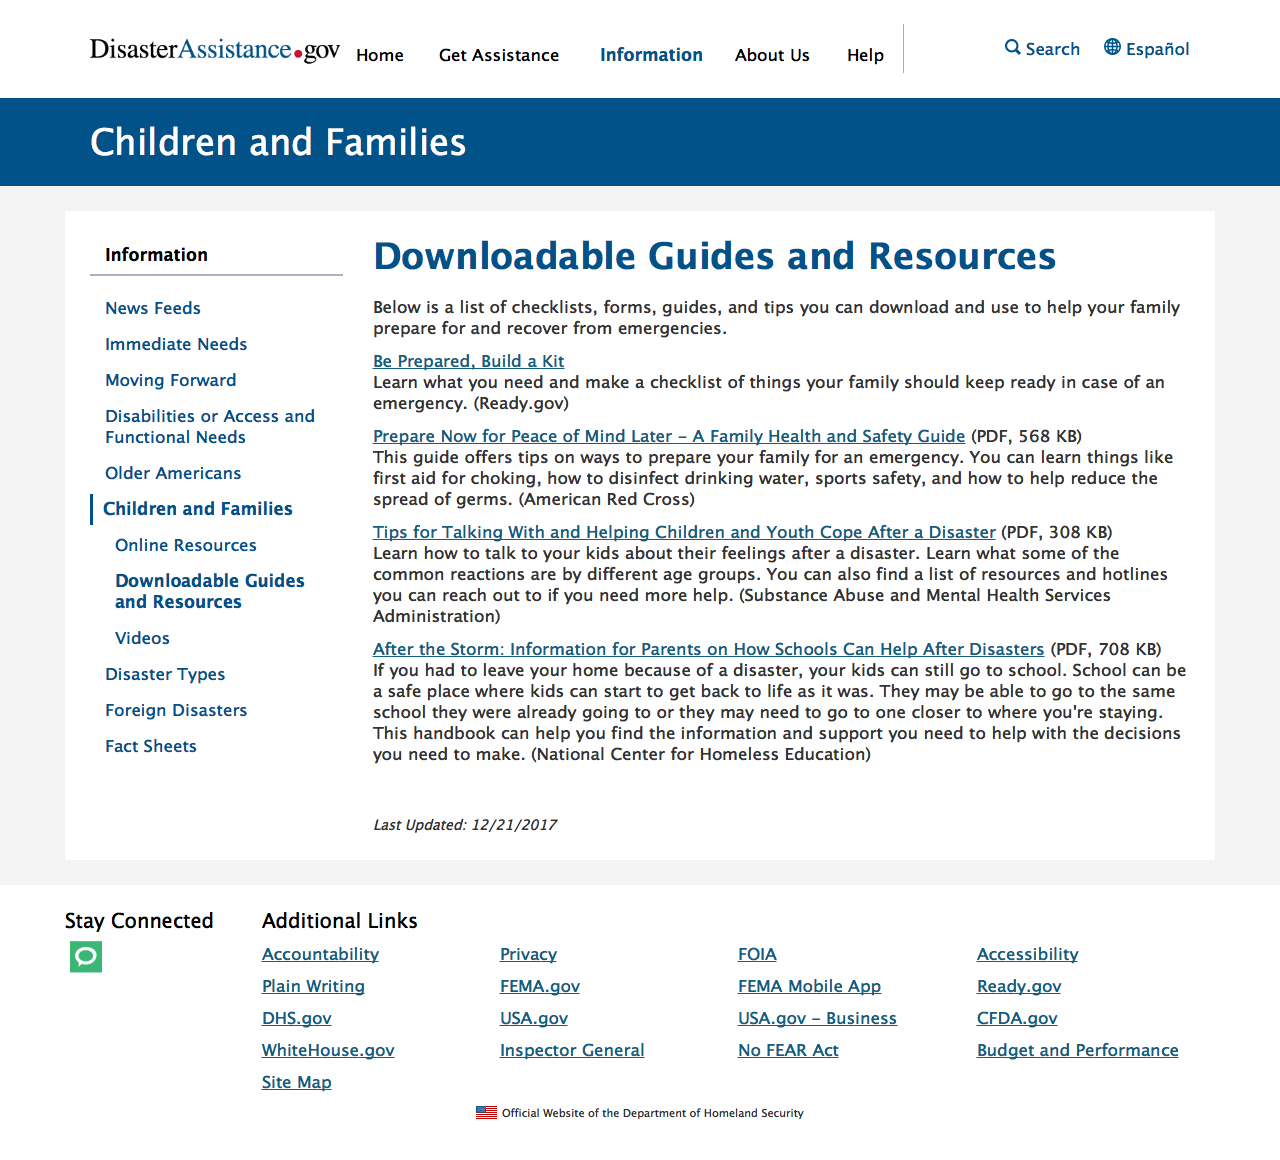 DisasterAssistance.gov
Home
Get Assistance
Information
About Us
Help
Search
Español
Children and Families
Information
News Feeds
Immediate Needs
Moving Forward
Disabilities or Access and
Functional Needs
Older Americans
Children and Families
Online Resources
Downloadable Guides
and Resources
Videos
Disaster Types
Foreign Disasters
Fact Sheets
Downloadable Guides and Resources
Below is a list of checklists, forms, guides, and tips you can download and use to help your family
prepare for and recover from emergencies.
Be Prepared, Build a Kit
Learn what you need and make a checklist of things your family should keep ready in case of an
emergency. (Ready.gov)
Prepare Now for Peace of Mind Later – A Family Health and Safety Guide (PDF, 568 KB)
This guide offers tips on ways to prepare your family for an emergency. You can learn things like
first aid for choking, how to disinfect drinking water, sports safety, and how to help reduce the
spread of germs. (American Red Cross)
Tips for Talking With and Helping Children and Youth Cope After a Disaster (PDF, 308 KB)
Learn how to talk to your kids about their feelings after a disaster. Learn what some of the
common reactions are by different age groups. You can also find a list of resources and hotlines
you can reach out to if you need more help. (Substance Abuse and Mental Health Services
Administration)
After the Storm: Information for Parents on How Schools Can Help After Disasters (PDF, 708 KB)
If you had to leave your home because of a disaster, your kids can still go to school. School can be
a safe place where kids can start to get back to life as it was. They may be able to go to the same
school they were already going to or they may need to go to one closer to where you're staying.
This handbook can help you find the information and support you need to help with the decisions
you need to make. (National Center for Homeless Education)
Last Updated: 12/21/2017
Stay Connected
Additional Links
Accountability
Privacy
FOIA
Accessibility
Plain Writing
FEMA.gov
FEMA Mobile App
Ready.gov
DHS.gov
USA.gov
USA.gov – Business
CFDA.gov
WhiteHouse.gov
Inspector General
No FEAR Act
Budget and Performance
Site Map
Official Website of the Department of Homeland Security